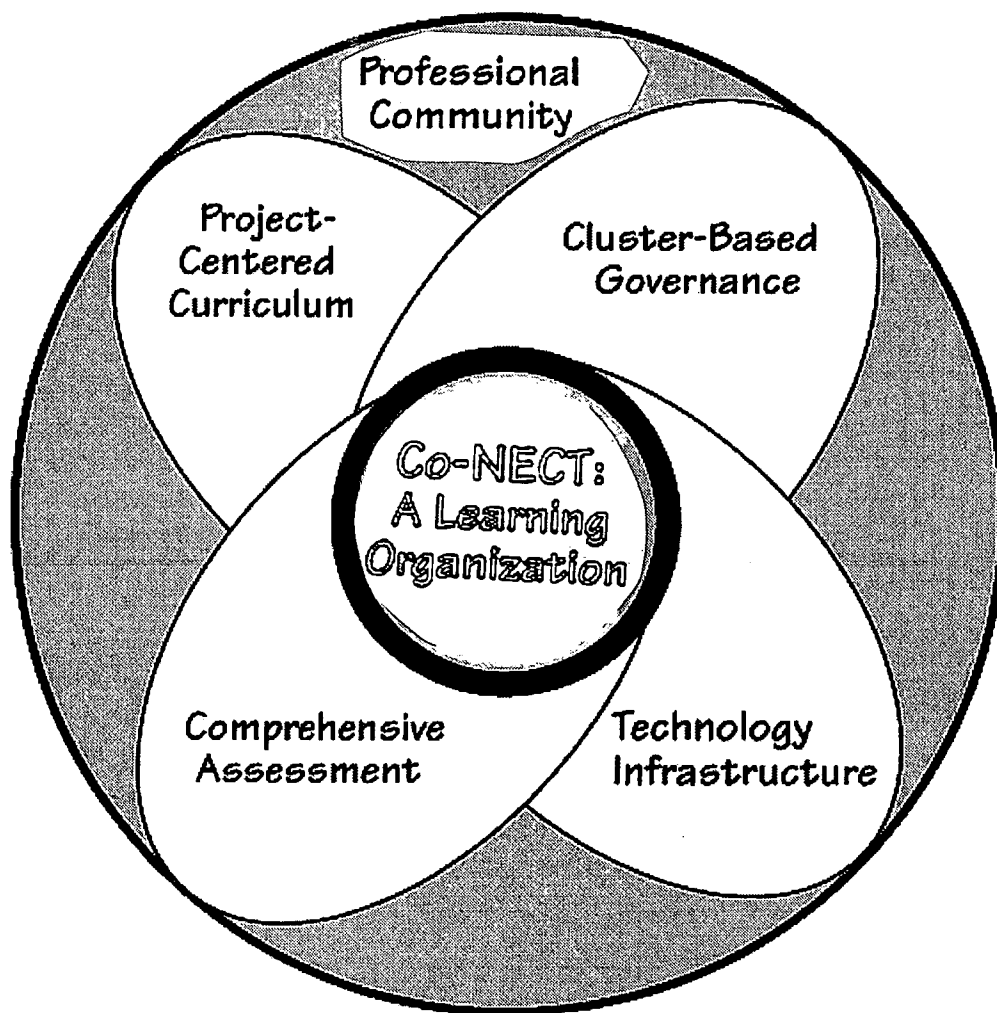 Professional
Community
Project-
Centered
Curriculum
Cluster-Based
Governance
Co-NECT:
A Learning
Organization
Comprehensive
Assessment
Technology
Infrastructure